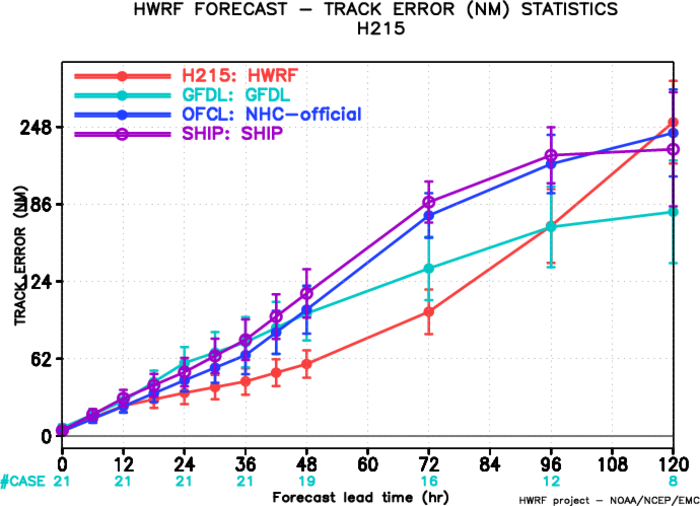 HWRF FORECAST – TRACK ERROR (NM) STATISTICS
H215
H215: HWRF
GFDL: GFDL
OFCL: NHC–official
SHIP: SHIP
TRACK ERROR (NM)
248
186
124
62
0
0 12 24 36 48 60 72 84 96 108 120
#CASE 21 21 21 21 19 16 12 8
Forecast lead time (hr)
HWRF project – NOAA/NCEP/EMC